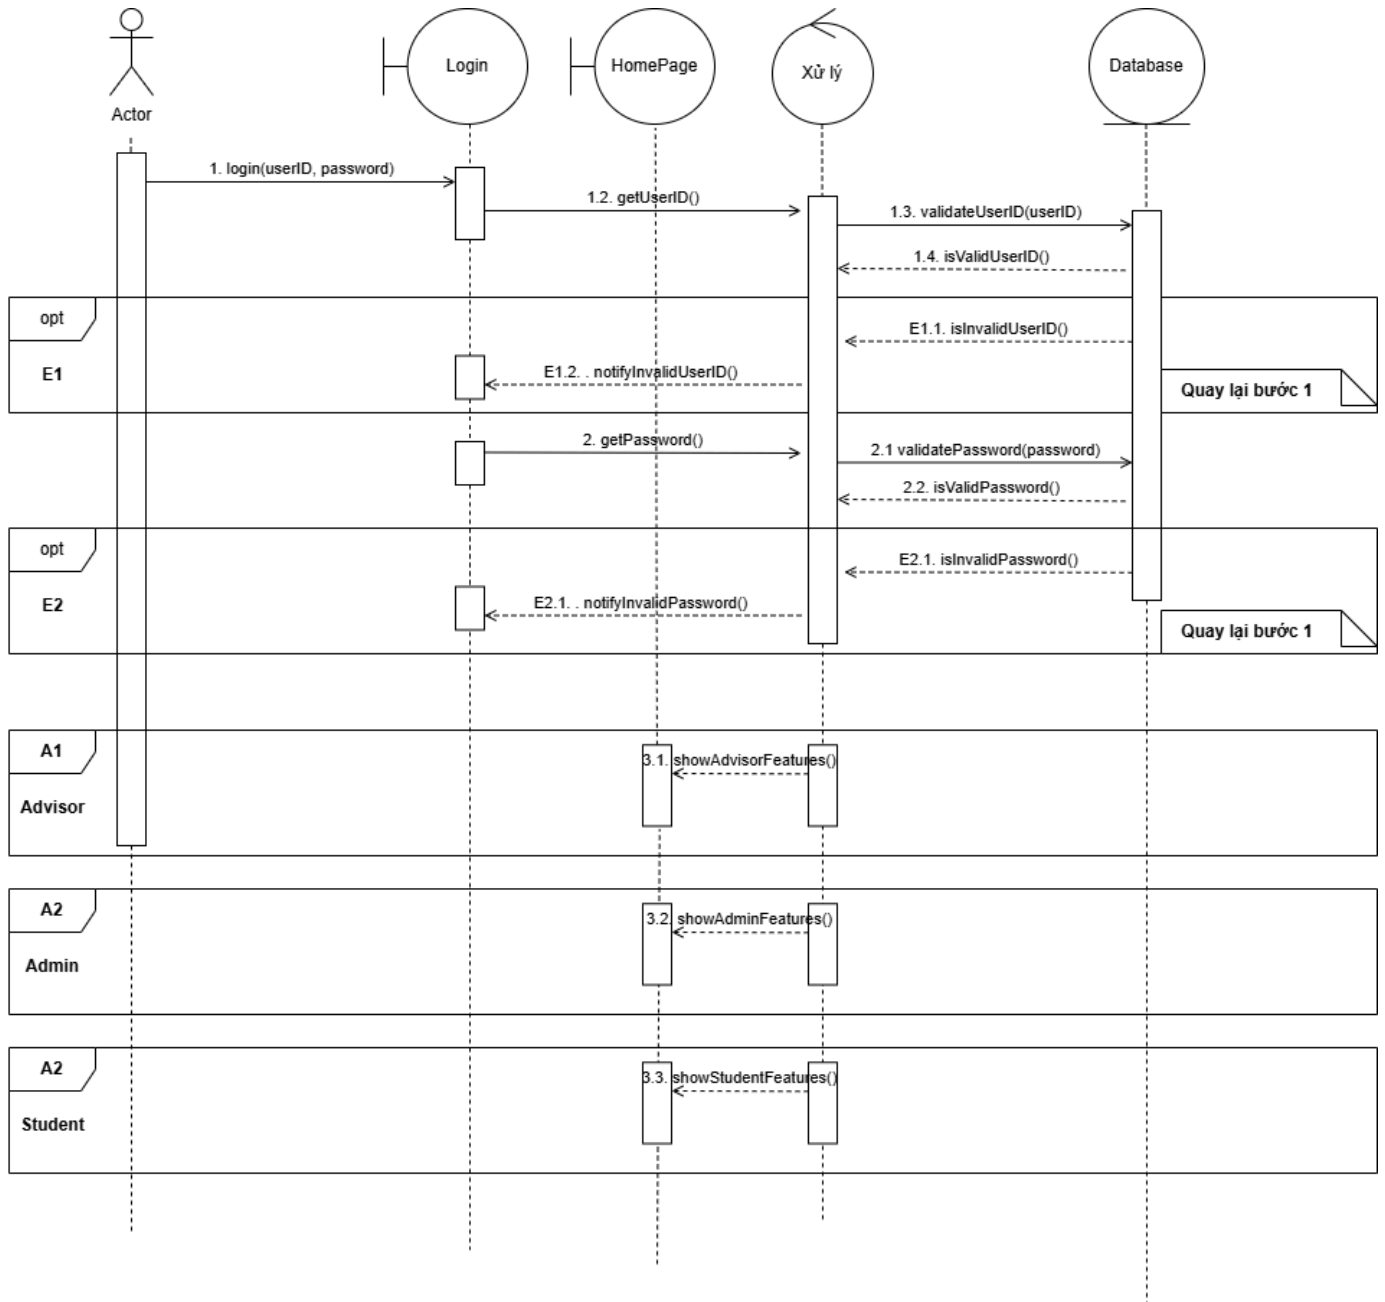 Actor
Login
HomePage
Xử lý
Database
1. login(userID, password)
1.2. getUserID()
1.3. validateUserID(userID)
1.4. isValidUserID()
opt
E1
E1.1. isInvalidUserID()
E1.2. . notifyInvalidUserID()
Quay lại bước 1
2. getPassword()
2.1 validatePassword(password)
2.2. isValidPassword()
opt
E2
E2.1. isInvalidPassword()
E2.1. . notifyInvalidPassword()
Quay lại bước 1
A1
Advisor
3.1. showAdvisorFeatures()
A2
Admin
3.2. showAdminFeatures()
A2
Student
3.3. showStudentFeatures()